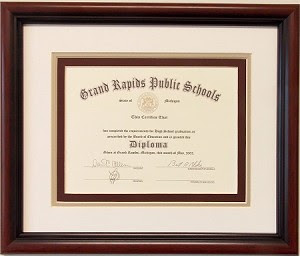 Grand Rapids Public Schools
State of Michigan
This Certifies That
has completed the requirements for High School graduation as
prescribed by the Board of Education and is granted this
Diploma
Given at Grand Rapids, Michigan, this month of May, 2003.